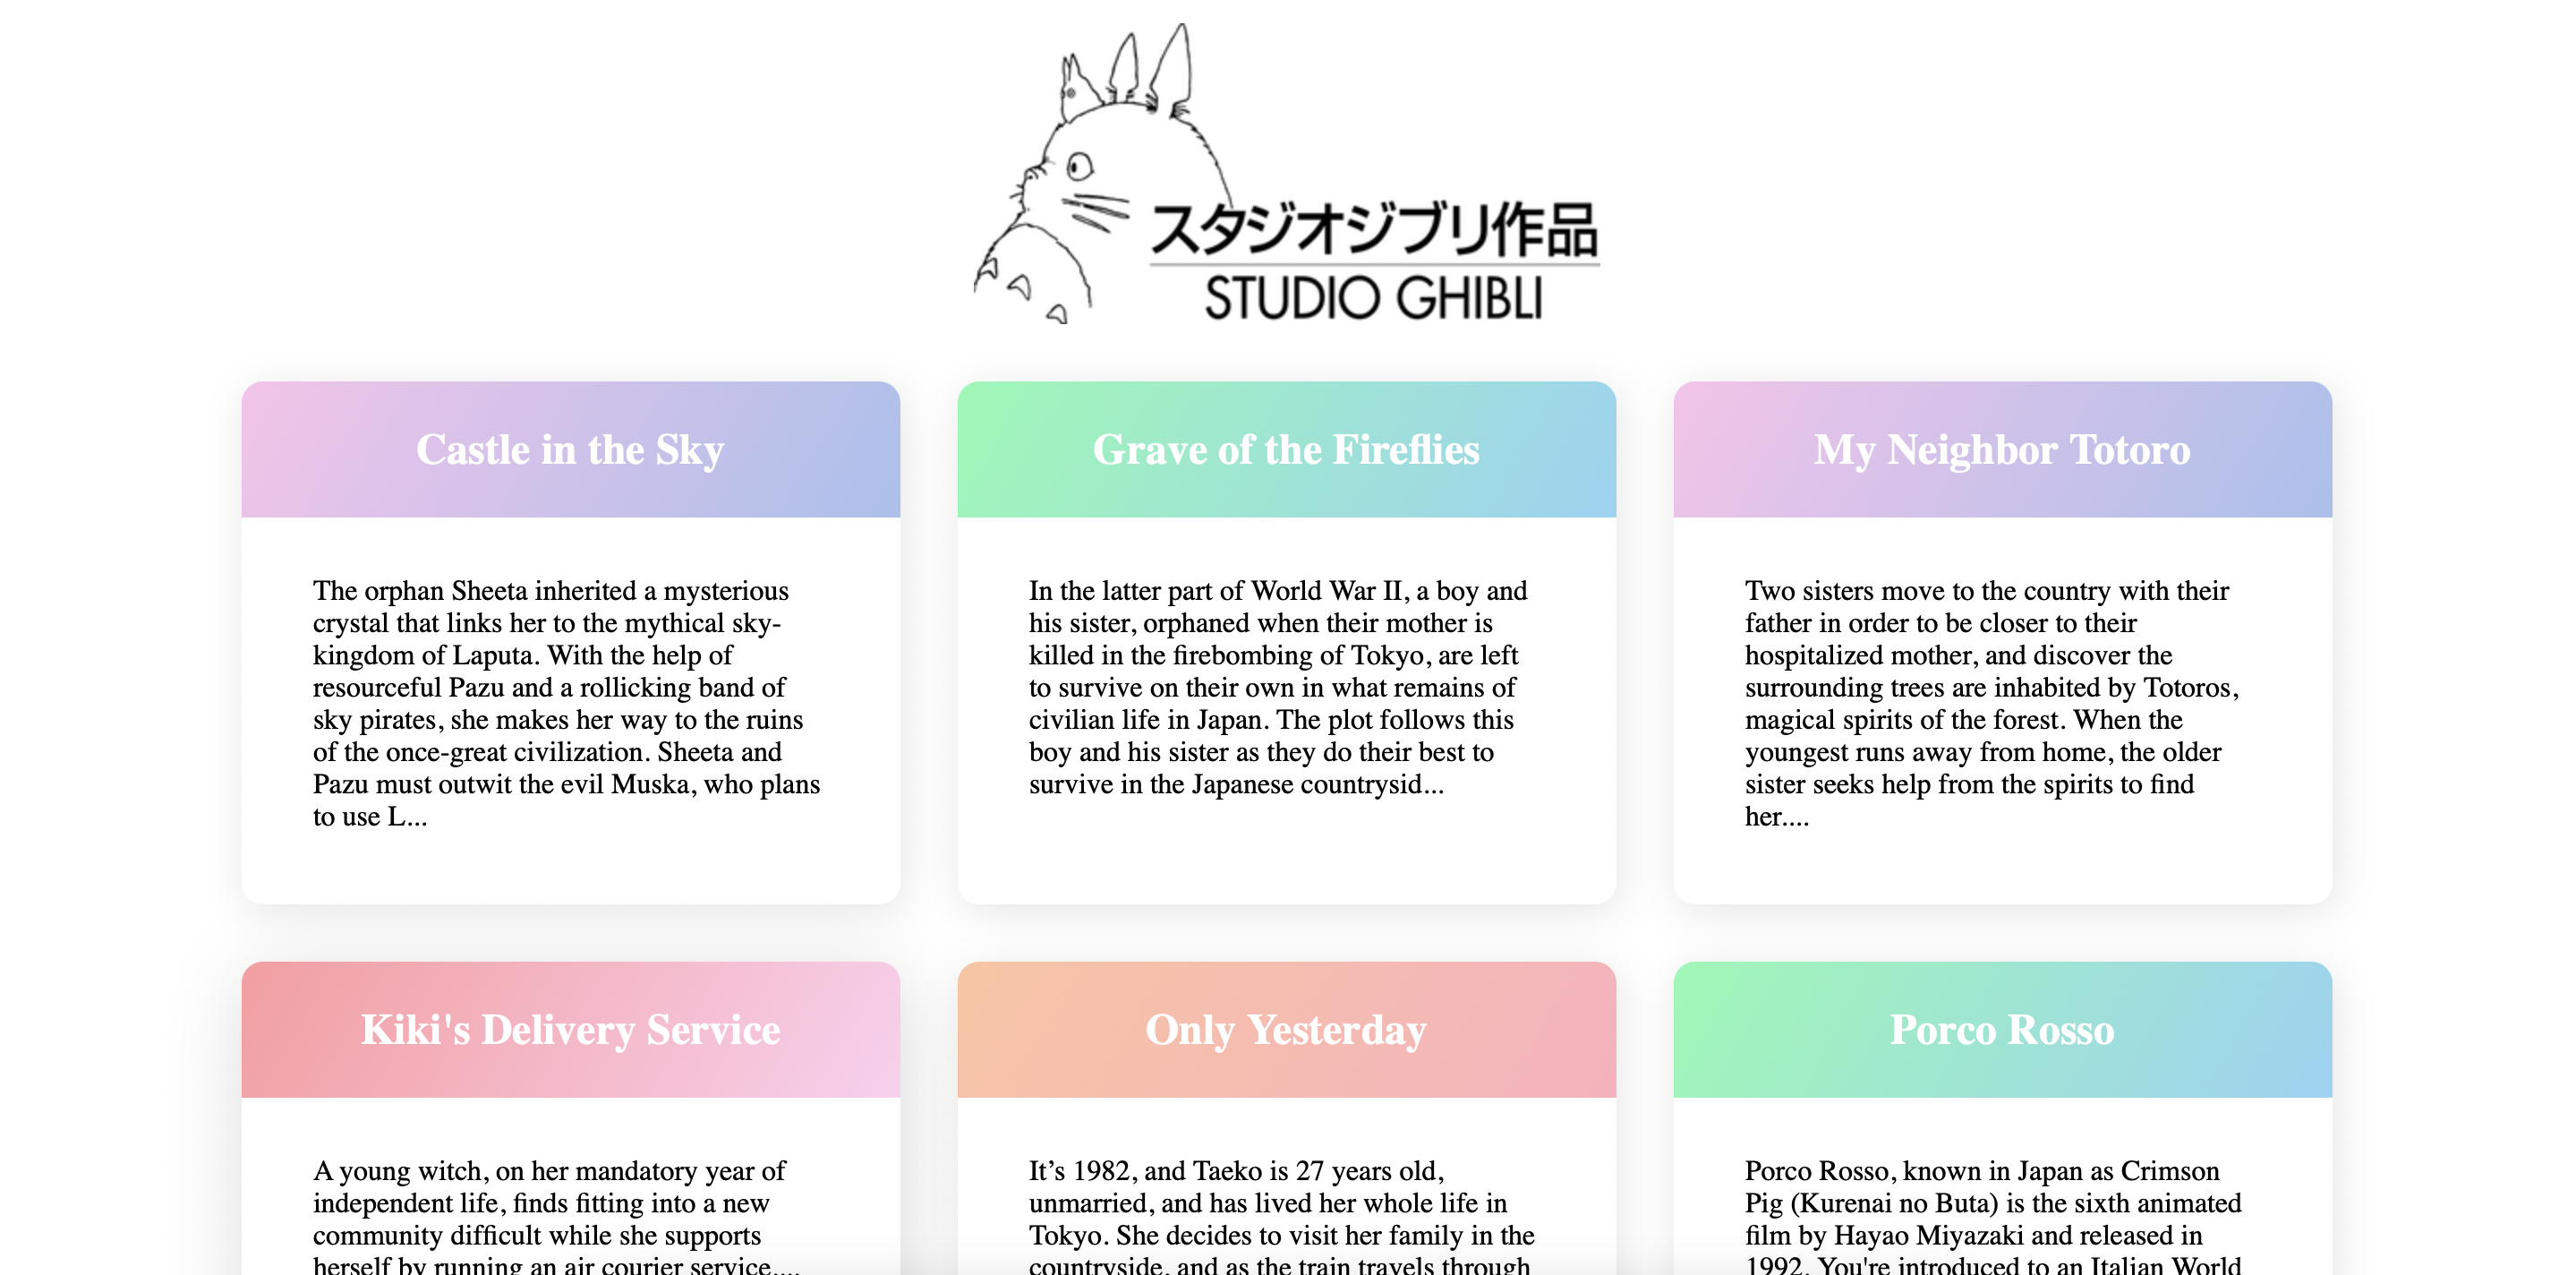 スタジオジブリ作品
STUDIO GHIBLI
Castle in the Sky
The orphan Sheeta inherited a mysterious
crystal that links her to the mythical sky-
kingdom of Laputa. With the help of
resourceful Pazu and a rollicking band of
sky pirates, she makes her way to the ruins
of the once-great civilization. Sheeta and
Pazu must outwit the evil Muska, who plans
to use L...
Grave of the Fireflies
In the latter part of World War II, a boy and
his sister, orphaned when their mother is
killed in the firebombing of Tokyo, are left
to survive on their own in what remains of
civilian life in Japan. The plot follows this
boy and his sister as they do their best to
survive in the Japanese countrysid...
My Neighbor Totoro
Two sisters move to the country with their
father in order to be closer to their
hospitalized mother, and discover the
surrounding trees are inhabited by Totoros,
magical spirits of the forest. When the
youngest runs away from home, the older
sister seeks help from the spirits to find
her....
Kiki's Delivery Service
A young witch, on her mandatory year of
independent life, finds fitting into a new
community difficult while she supports
herself by running an air courier service....
Only Yesterday
It’s 1982, and Taeko is 27 years old,
unmarried, and has lived her whole life in
Tokyo. She decides to visit her family in the
countryside, and as the train travels through
Porco Rosso
Porco Rosso, known in Japan as Crimson
Pig (Kurenai no Buta) is the sixth animated
film by Hayao Miyazaki and released in
1992. You're introduced to an Italian World